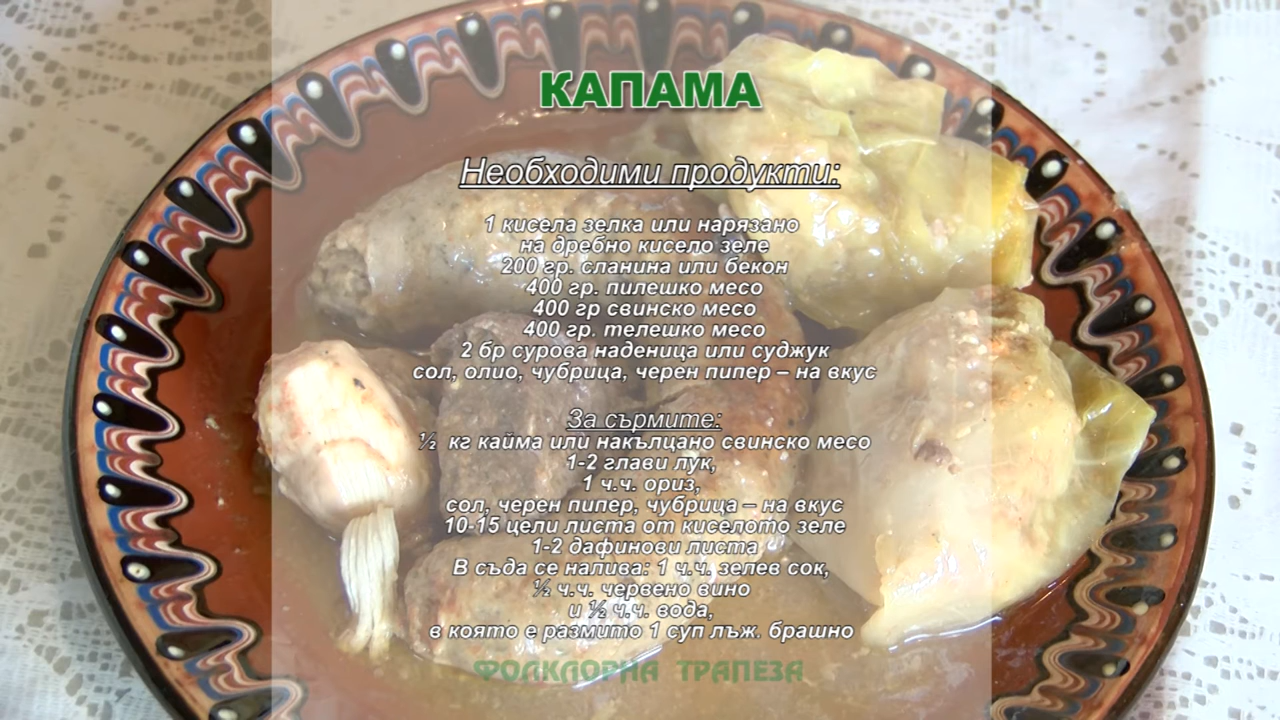 КАПАМА
Необходими продукти:
1 кисела зелка или нарязано
на дребно кисело зеле
200 гр. сланина или бекон
400 гр. пилешко месо
400 гр свинско месо
400 гр. телешко месо
2 бр сурова наденица или суджук
сол, олио, чубрица, черен пипер – на вкус
За сърмите:
½ кг кайма или накълцано свинско месо
1-2 глави лук,
1 ч.ч. ориз,
сол, черен пипер, чубрица – на вкус
10-15 цели листа от киселото зеле
1-2 дафинови листа
В съда се налива: 1 ч.ч. зелев сок,
½ ч.ч. червено вино
и ½ ч.ч. вода,
в която е размито 1 суп лъж. брашно
ФОЛКЛОРНА ТРАПЕЗА